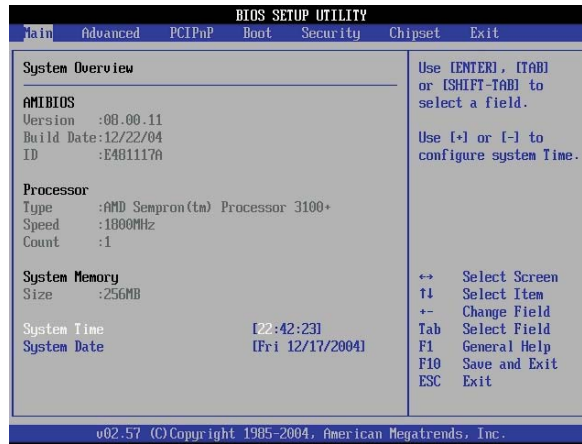 BIOS SETUP UTILITY
Main Advanced PCIPnP Boot Security Chipset Exit
System Overview
AMIBIOS
Version :08.00.11
Build Date:12/22/04
ID :E481117A
Processor
Type :AMD Sempron(tm) Processor 3100+
Speed :1800MHz
Count :1
System Memory
Size :256MB
System Time [22:42:23]
System Date [Fri 12/17/2004]
Use [ENTER], [TAB]
or [SHIFT-TAB] to
select a field.
Use [+] or [-] to
configure system Time.
↔ Select Screen
↑↓ Select Item
+- Change Field
Tab Select Field
F1 General Help
F10 Save and Exit
ESC Exit
v02.57 (C)Copyright 1985-2004, American Megatrends, Inc.